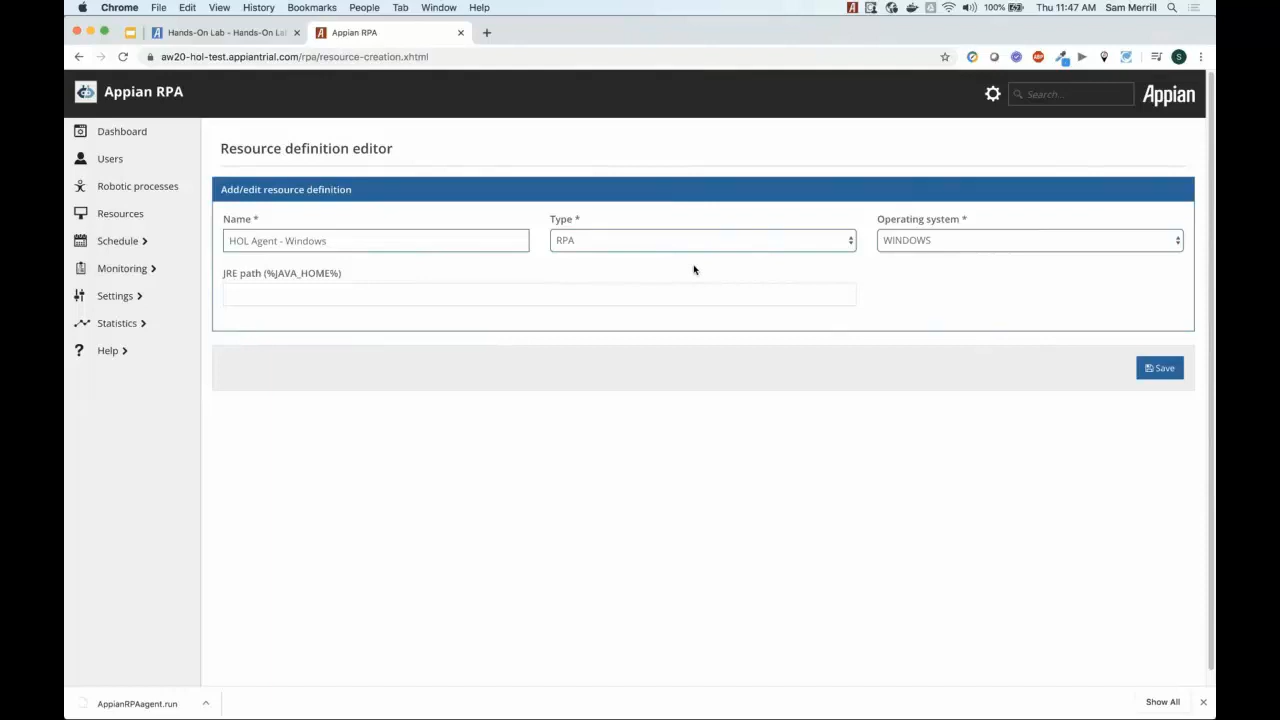 Chrome File Edit View History Bookmarks People Tab Window Help 100% Thu 11:47 AM Sam Merrill
Hands-On Lab - Hands-On La
Appian RPA
aw20-hol-test.appiantrial.com/rpa/resource-creation.xhtml
S
Appian RPA
Search...
Appian
Dashboard
Users
Robotic processes
Resources
Schedule
Monitoring
Settings
Statistics
Help
Resource definition editor
Add/edit resource definition
Name * Type * Operating system *
HOL Agent - Windows RPA WINDOWS
JRE path (%JAVA_HOME%)
Save
AppianRPAagent.run
Show All